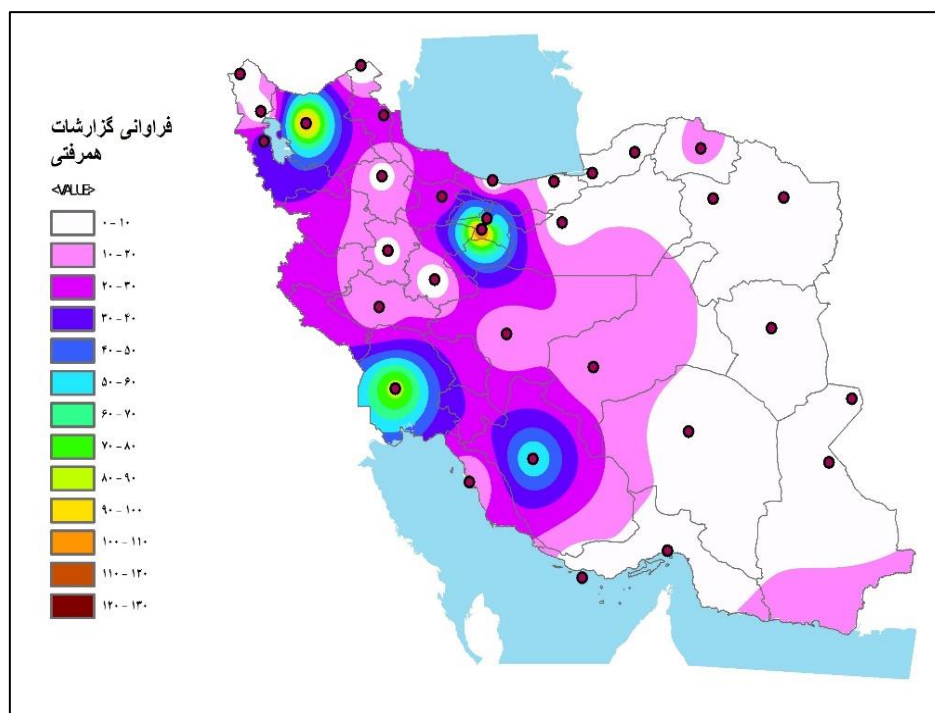 فراوانی گزارشات
همرفتی
<VALUE>
۰ - ۱۰
۱۰ - ۲۰
۲۰ - ۳۰
۳۰ - ۴۰
۴۰ - ۵۰
۵۰ - ۶۰
۶۰ - ۷۰
۷۰ - ۸۰
۸۰ - ۹۰
۹۰ - ۱۰۰
۱۰۰ - ۱۱۰
۱۱۰ - ۱۲۰
۱۲۰ - ۱۳۰